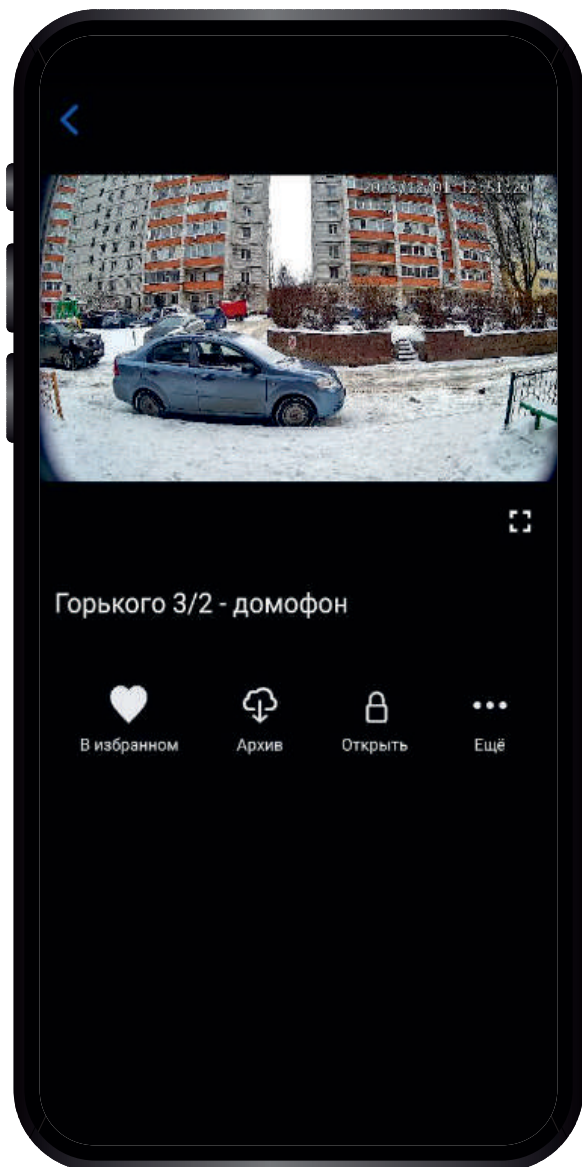 Горького 3/2 - домофон
В избранном
Архив
Открыть
Ещё